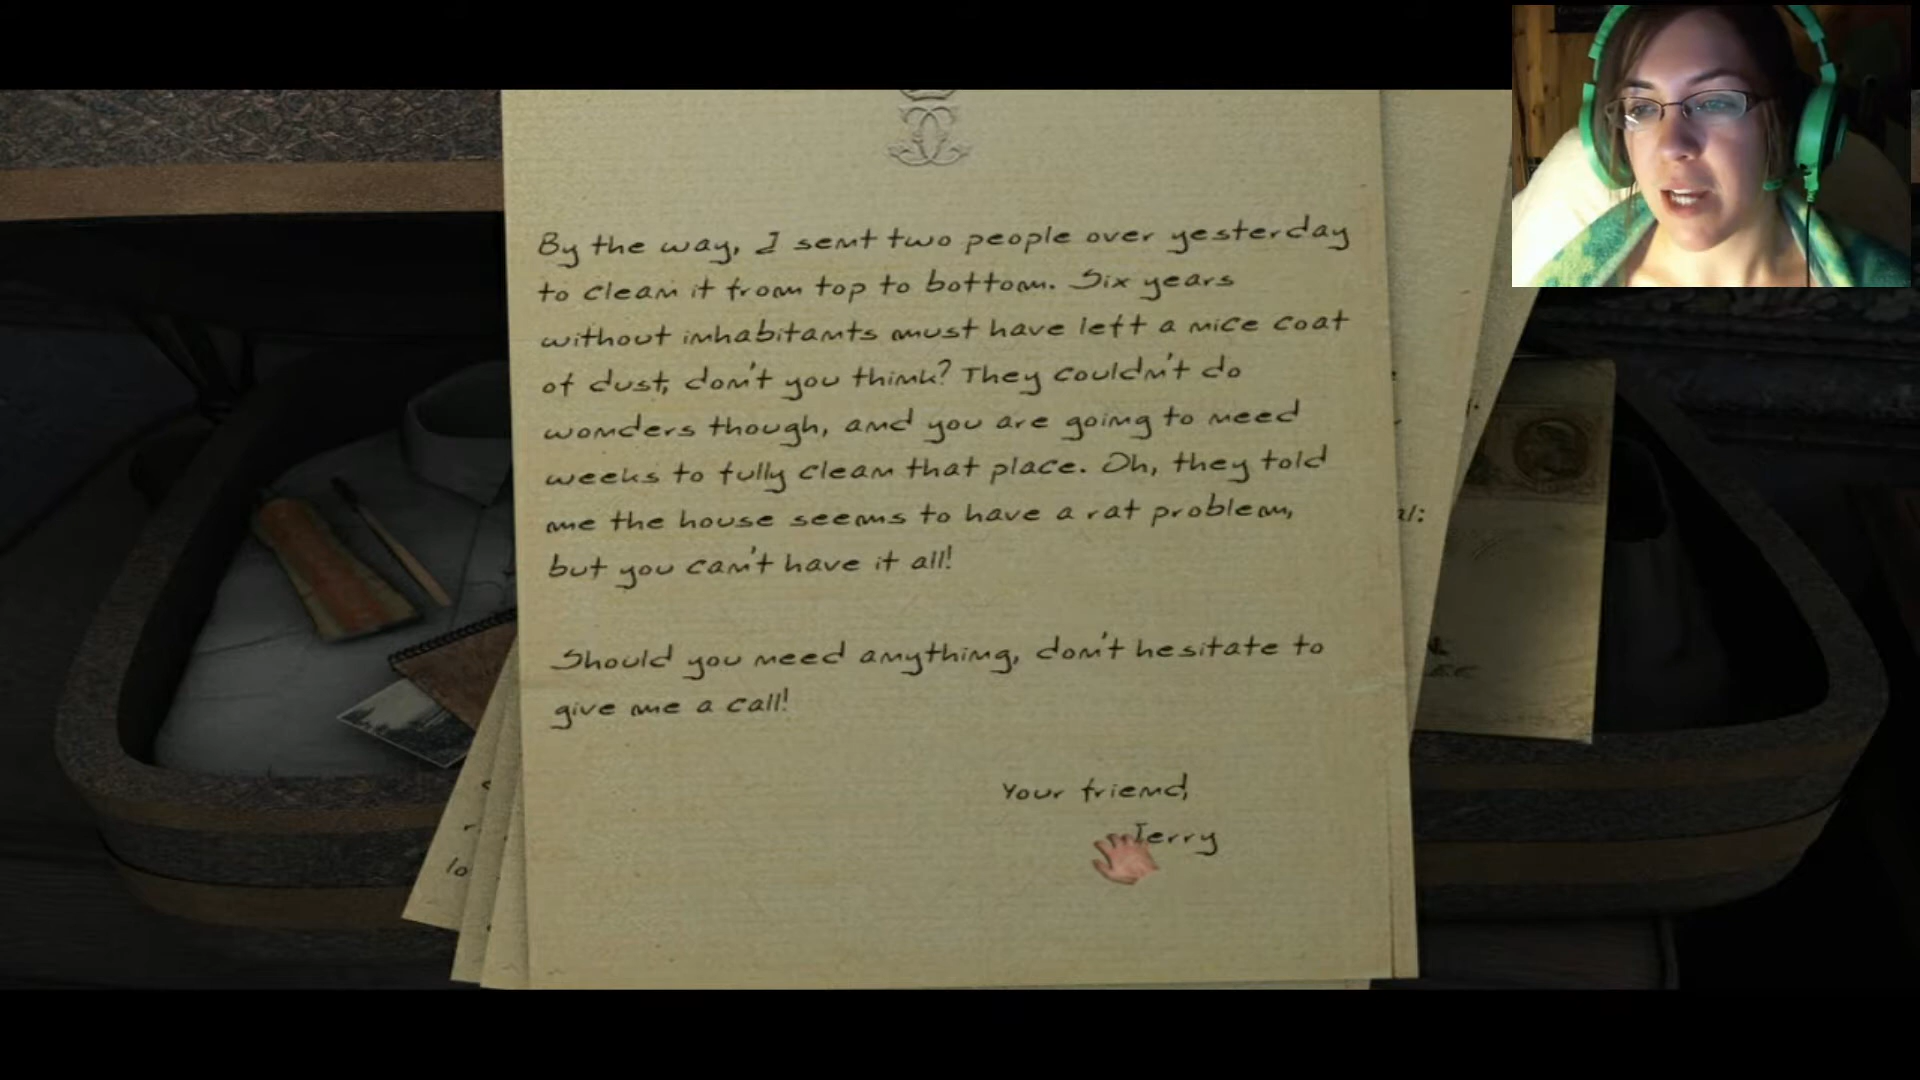 By the way, I sent two people over yesterday
to clean it from top to bottom. Six years
without inhabitants must have left a nice coat
of dust, don't you think? They couldn't do
wonders though, and you are going to need
weeks to fully clean that place. Oh, they told
me the house seems to have a rat problem,
but you can't have it all!
Should you need anything, don't hesitate to
give me a call!
Your friend,
Terry
lo